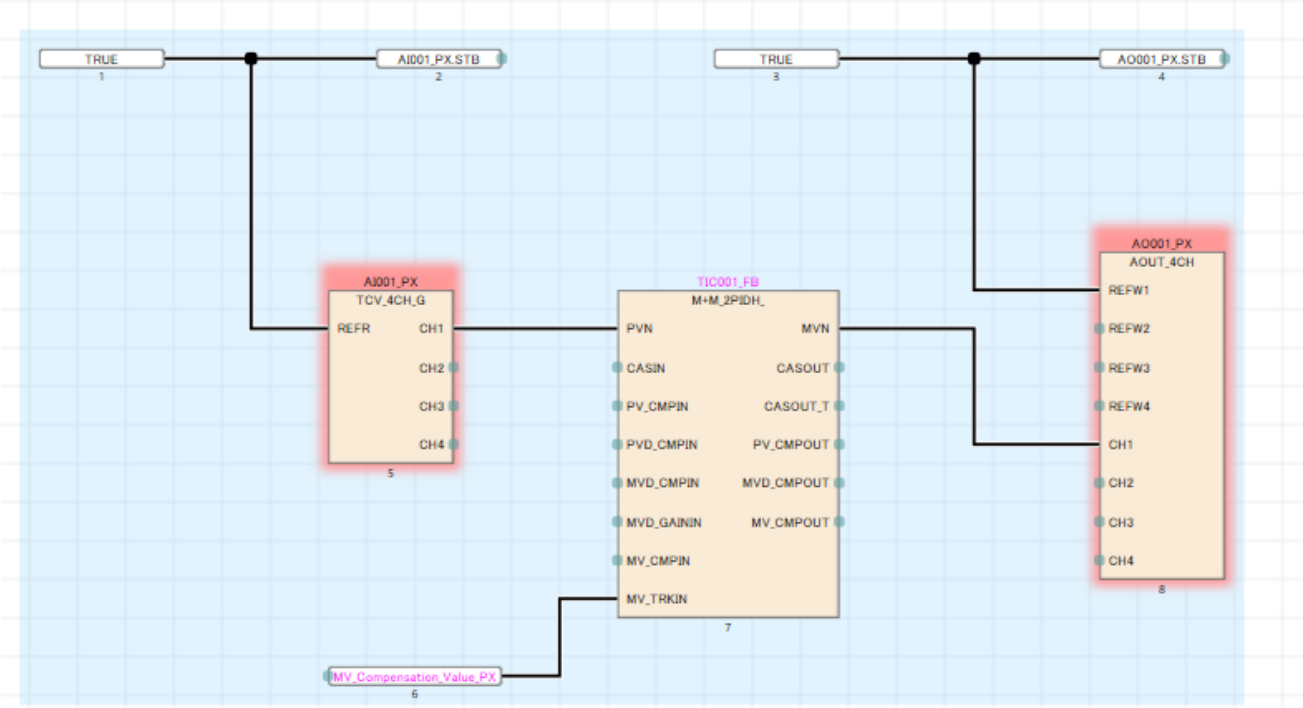 TRUE
1
AI001_PX.STB
2
TRUE
3
AO001_PX.STB
4
AI001_PX
TCV_4CH_G
REFR CH1
CH2
CH3
CH4
5
TIC001_FB
M+M_2PIDH_
PVN MVN
CASIN CASOUT
PV_CMPIN CASOUT_T
PVD_CMPIN PV_CMPOUT
MVD_CMPIN MVD_CMPOUT
MVD_GAININ MV_CMPOUT
MV_CMPIN
MV_TRKIN
7
MV_Compensation_Value_PX
6
AO001_PX
AOUT_4CH
REFW1
REFW2
REFW3
REFW4
CH1
CH2
CH3
CH4
8